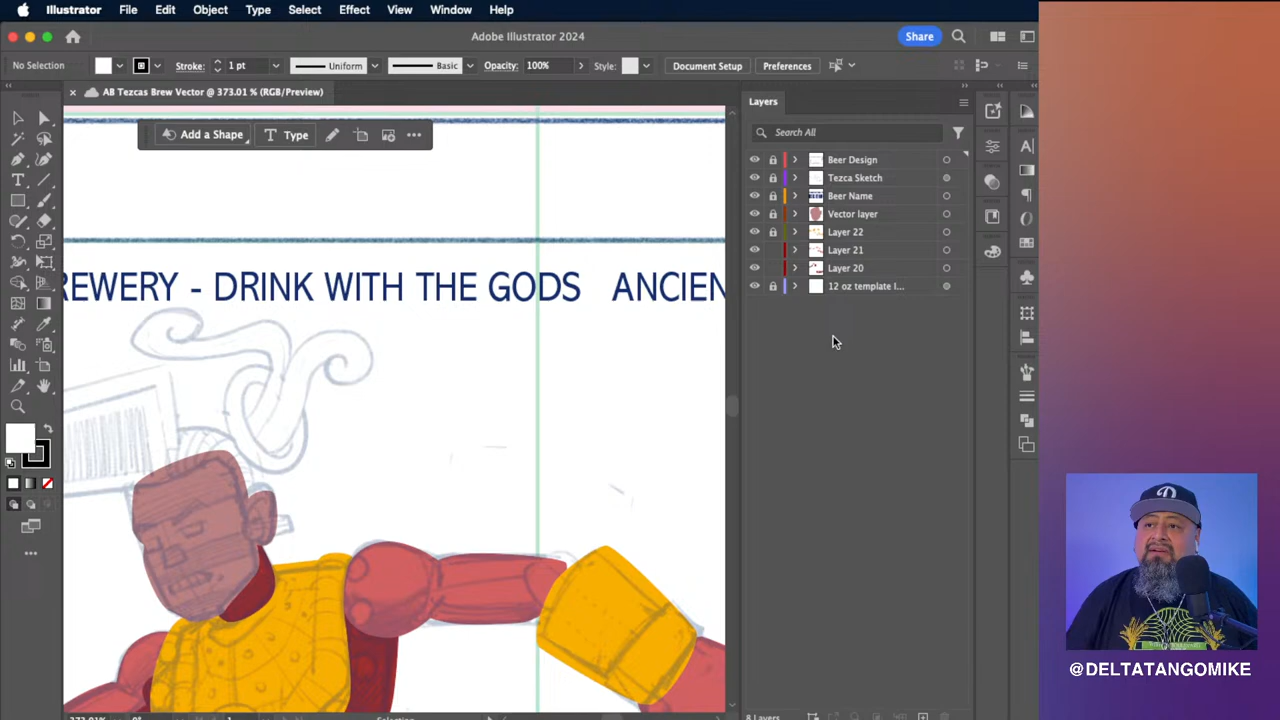 Illustrator File Edit Object Type Select Effect View Window Help
Adobe Illustrator 2024
Share
No Selection
Stroke: 1 pt
Uniform
Basic
Opacity: 100%
Style:
Document Setup
Preferences
× AB Tezcas Brew Vector @ 373.01 % (RGB/Preview)
Layers
Add a Shape
Type
Search All
Beer Design
Tezca Sketch
Beer Name
Vector layer
Layer 22
Layer 21
Layer 20
12 oz template l...
REWERY - DRINK WITH THE GODS ANCIEN
@DELTATANGOMIKE
8 Layers